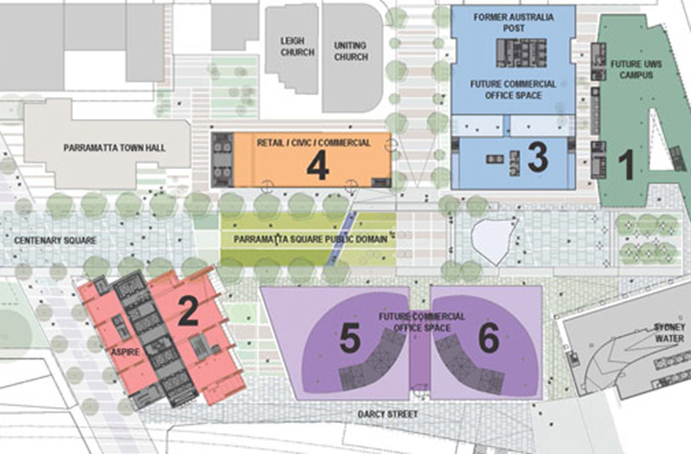 FORMER AUSTRALIA
POST
LEIGH
CHURCH
UNITING
CHURCH
FUTURE UWS
CAMPUS
FUTURE COMMERCIAL
OFFICE SPACE
1
PARRAMATTA TOWN HALL
RETAIL / CIVIC / COMMERCIAL
4
3
CENTENARY SQUARE
PARRAMATTA SQUARE PUBLIC DOMAIN
2
ASPIRE
FUTURE COMMERCIAL
OFFICE SPACE
5
6
SYDNEY
WATER
DARCY STREET